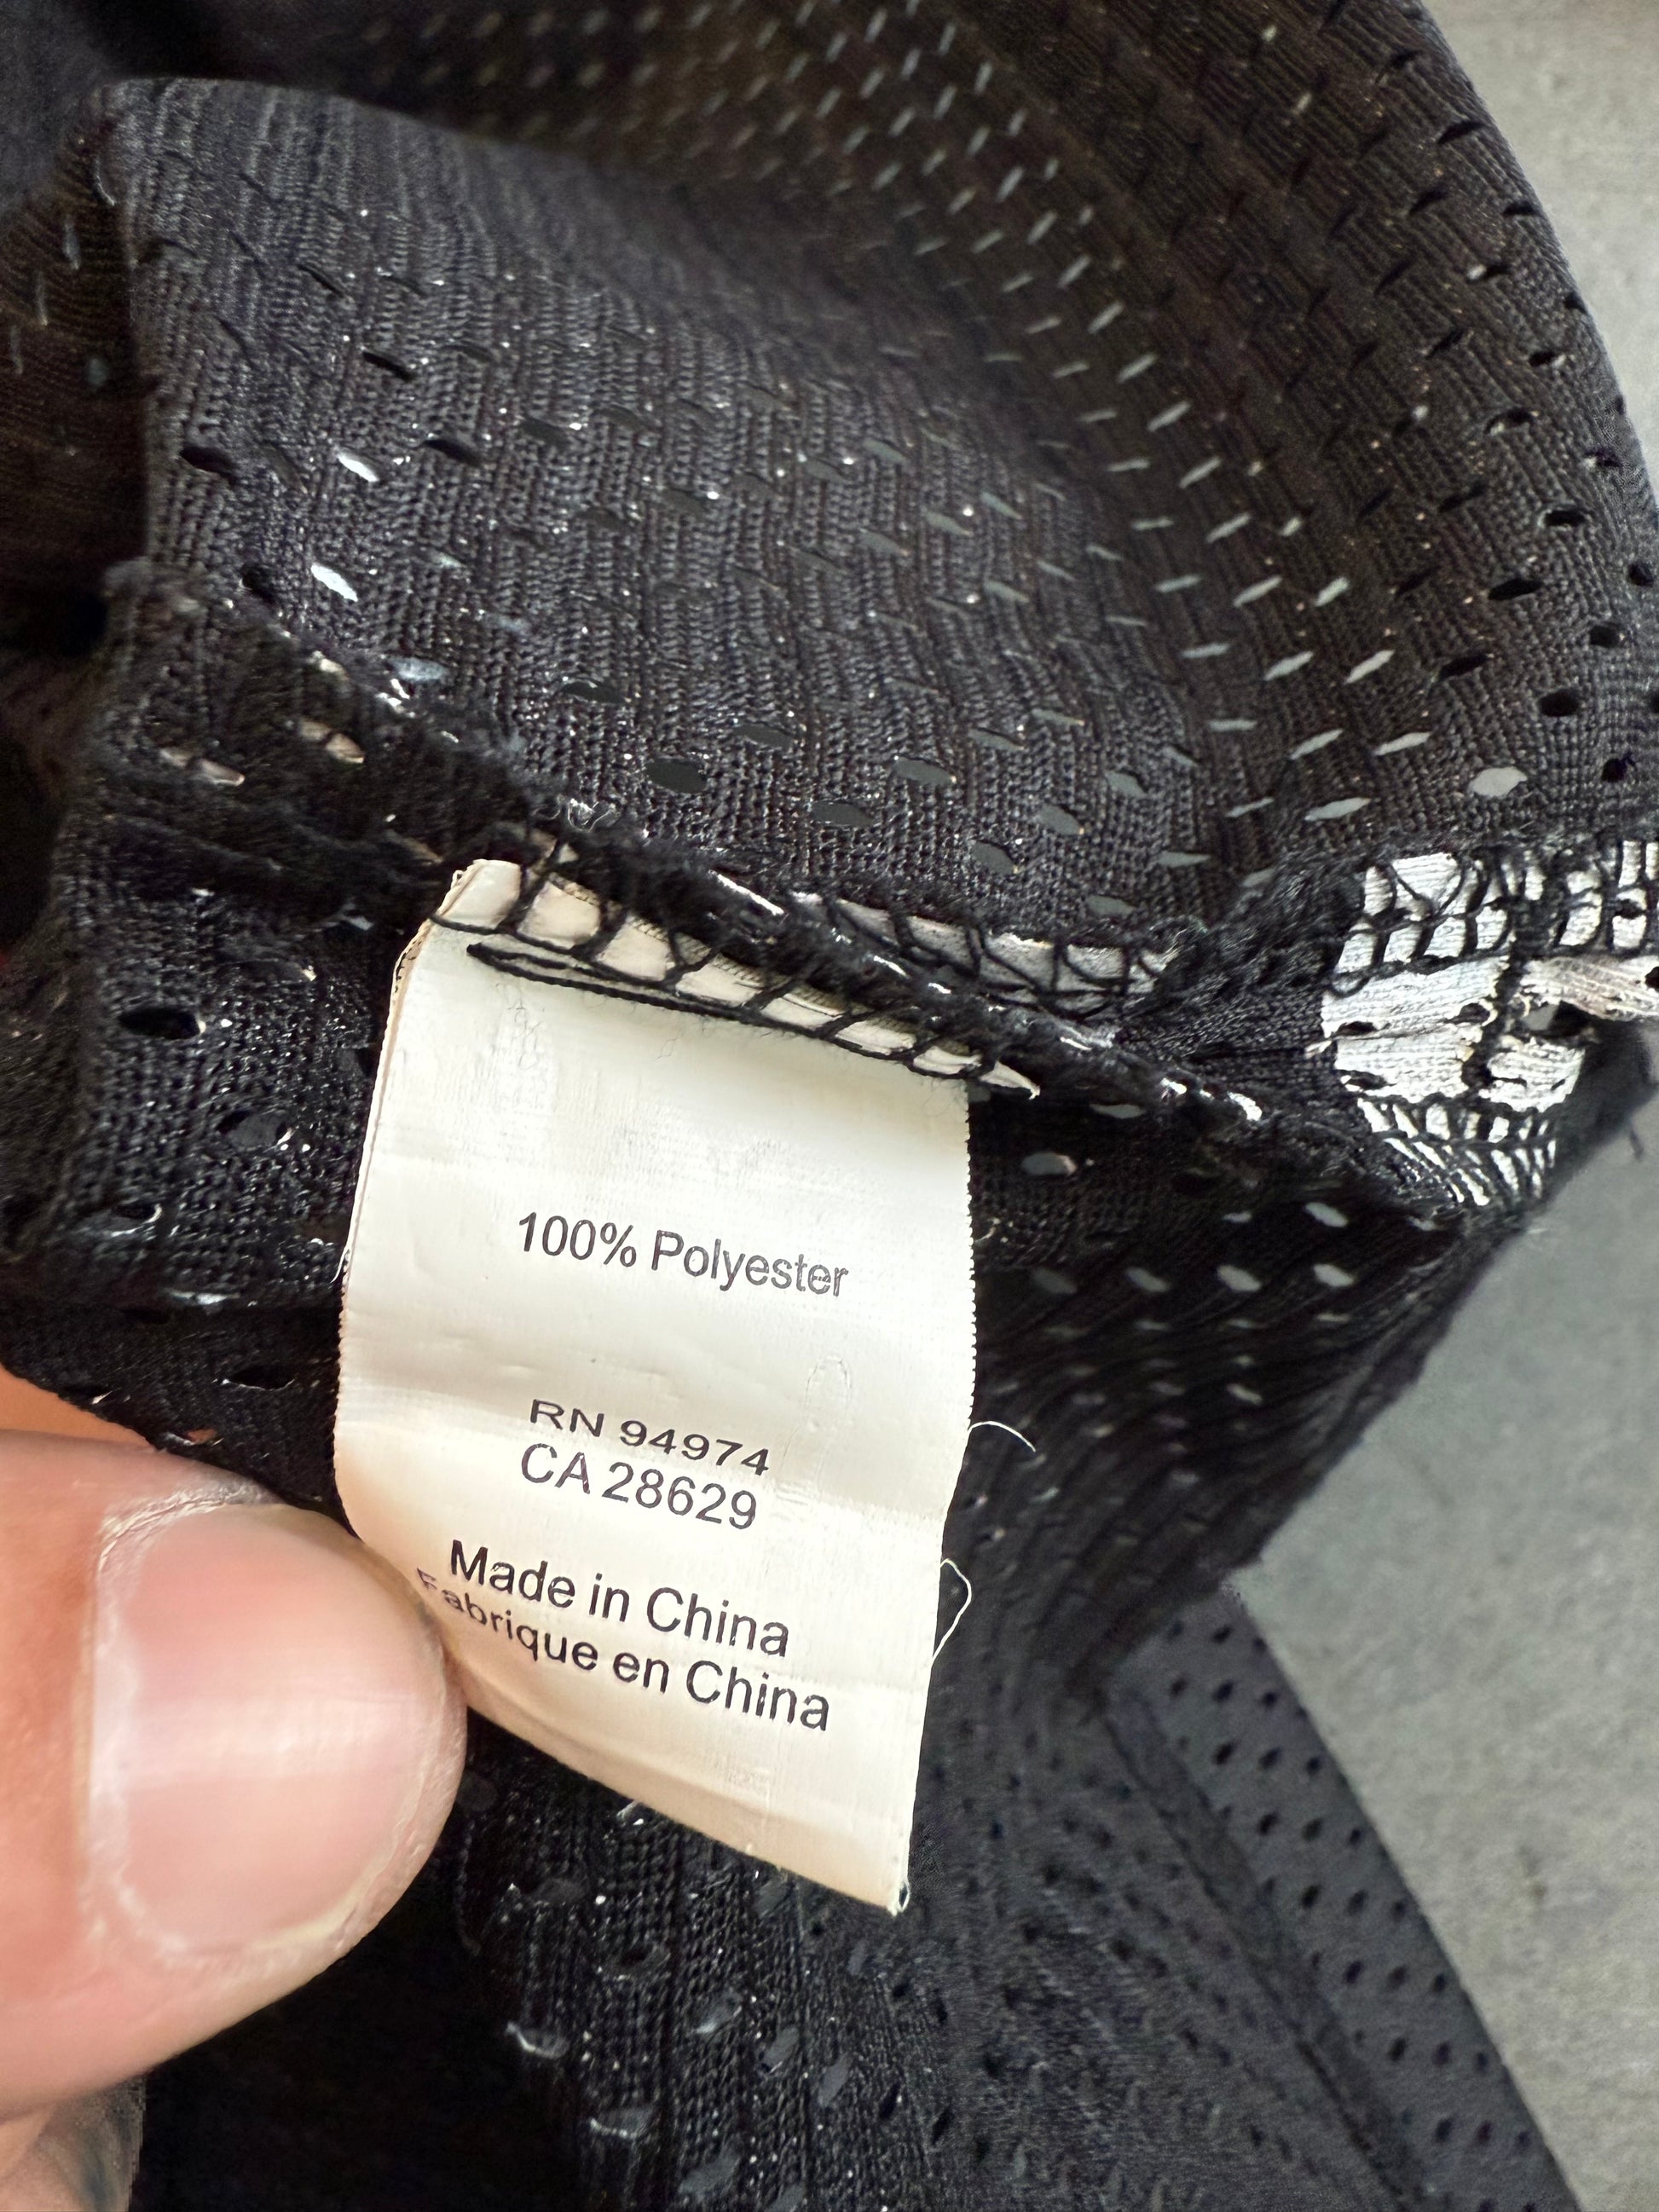 100% Polyester
RN 94974
CA 28629
Made in China
Fabrique en China